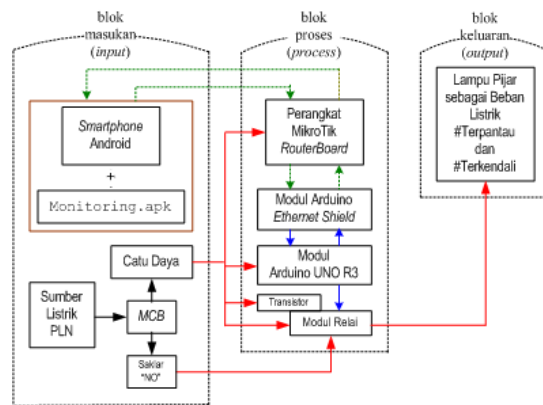 blok
masukan
(input)
blok
proses
(process)
blok
keluaran
(output)
Smartphone
Android
+
Monitoring.apk
Catu Daya
Sumber
Listrik
PLN
MCB
Saklar
"NO"
Perangkat
MikroTik
RouterBoard
Modul Arduino
Ethernet Shield
Modul
Arduino UNO R3
Transistor
Modul Relai
Lampu Pijar
sebagai Beban
Listrik
#Terpantau
dan
#Terkendali